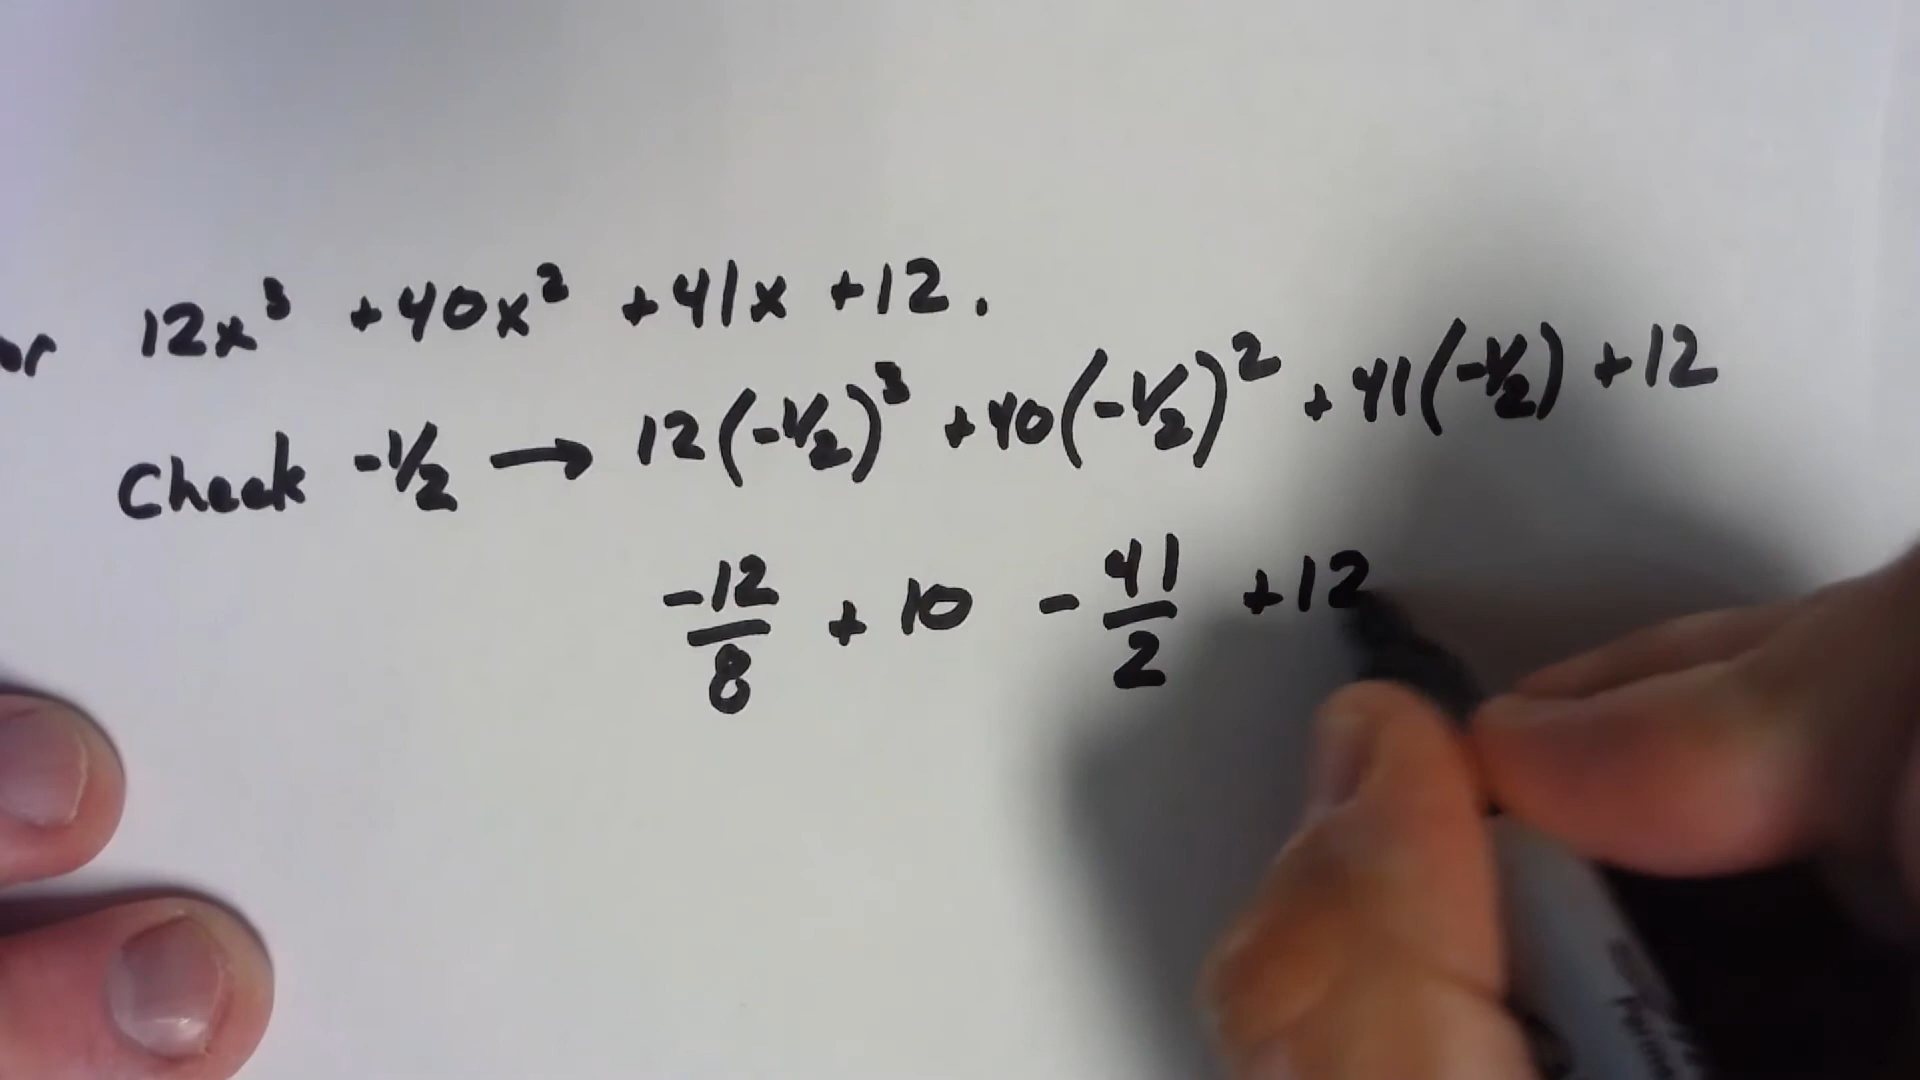 or 12x³ +40x² +41x +12.
Check -1/2 → 12(-1/2)³ +40(-1/2)² +41(-1/2) +12
-12/8 + 10 - 41/2 +12